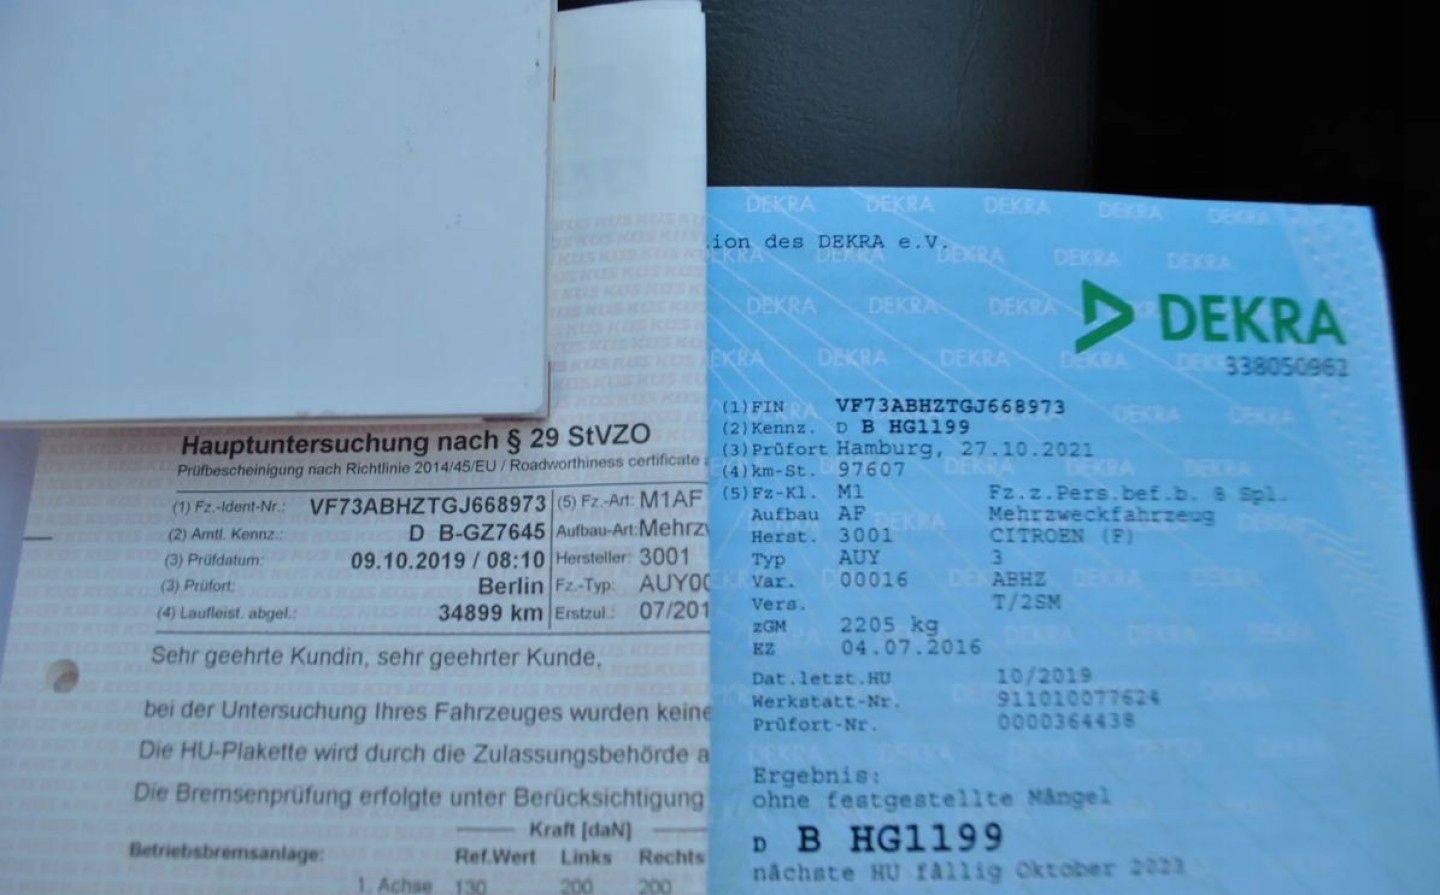 Hauptuntersuchung nach § 29 StVZO
Prüfbescheinigung nach Richtlinie 2014/45/EU / Roadworthiness certificate
(1) Fz.-Ident-Nr.: VF73ABHZTGJ668973 (5) Fz.-Art: M1AF
(2) Amtl. Kennz.: D B-GZ7645 Aufbau-Art: Mehrzw
(3) Prüfdatum: 09.10.2019 / 08:10 Hersteller: 3001
(3) Prüfort: Berlin Fz.-Typ: AUY00
(4) Laufleist. abgel.: 34899 km Erstzul.: 07/201
Sehr geehrte Kundin, sehr geehrter Kunde,
bei der Untersuchung Ihres Fahrzeuges wurden keine
Die HU-Plakette wird durch die Zulassungsbehörde a
Die Bremsenprüfung erfolgte unter Berücksichtigung
Kraft [daN]
Betriebsbremsanlage: Ref.Wert Links Rechts
1. Achse 130 200 200
ion des DEKRA e.V.
DEKRA
338050962
(1) FIN VF73ABHZTGJ668973
(2) Kennz. D B HG1199
(3) Prüfort Hamburg, 27.10.2021
(4) km-St. 97607
(5) Fz-Kl. M1 Fz.z.Pers.bef.b. 8 Spl.
Aufbau AF Mehrzweckfahrzeug
Herst. 3001 CITROEN (F)
Typ AUY 3
Var. 00016 ABHZ
Vers. T/2SM
zGM 2205 kg
EZ 04.07.2016
Dat.letzt.HU 10/2019
Werkstatt-Nr. 911010077624
Prüfort-Nr. 0000364438
Ergebnis:
ohne festgestellte Mängel
D B HG1199
nächste HU fällig Oktober 2023